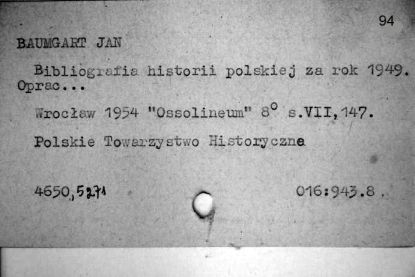 94
BAUMGART JAN
Bibliografia historii polskiej za rok 1949.
Oprac...
Wrocław 1954 "Ossolineum" 8° s.VII,147.
Polskie Towarzystwo Historyczne
4650,5271 016:943.8.